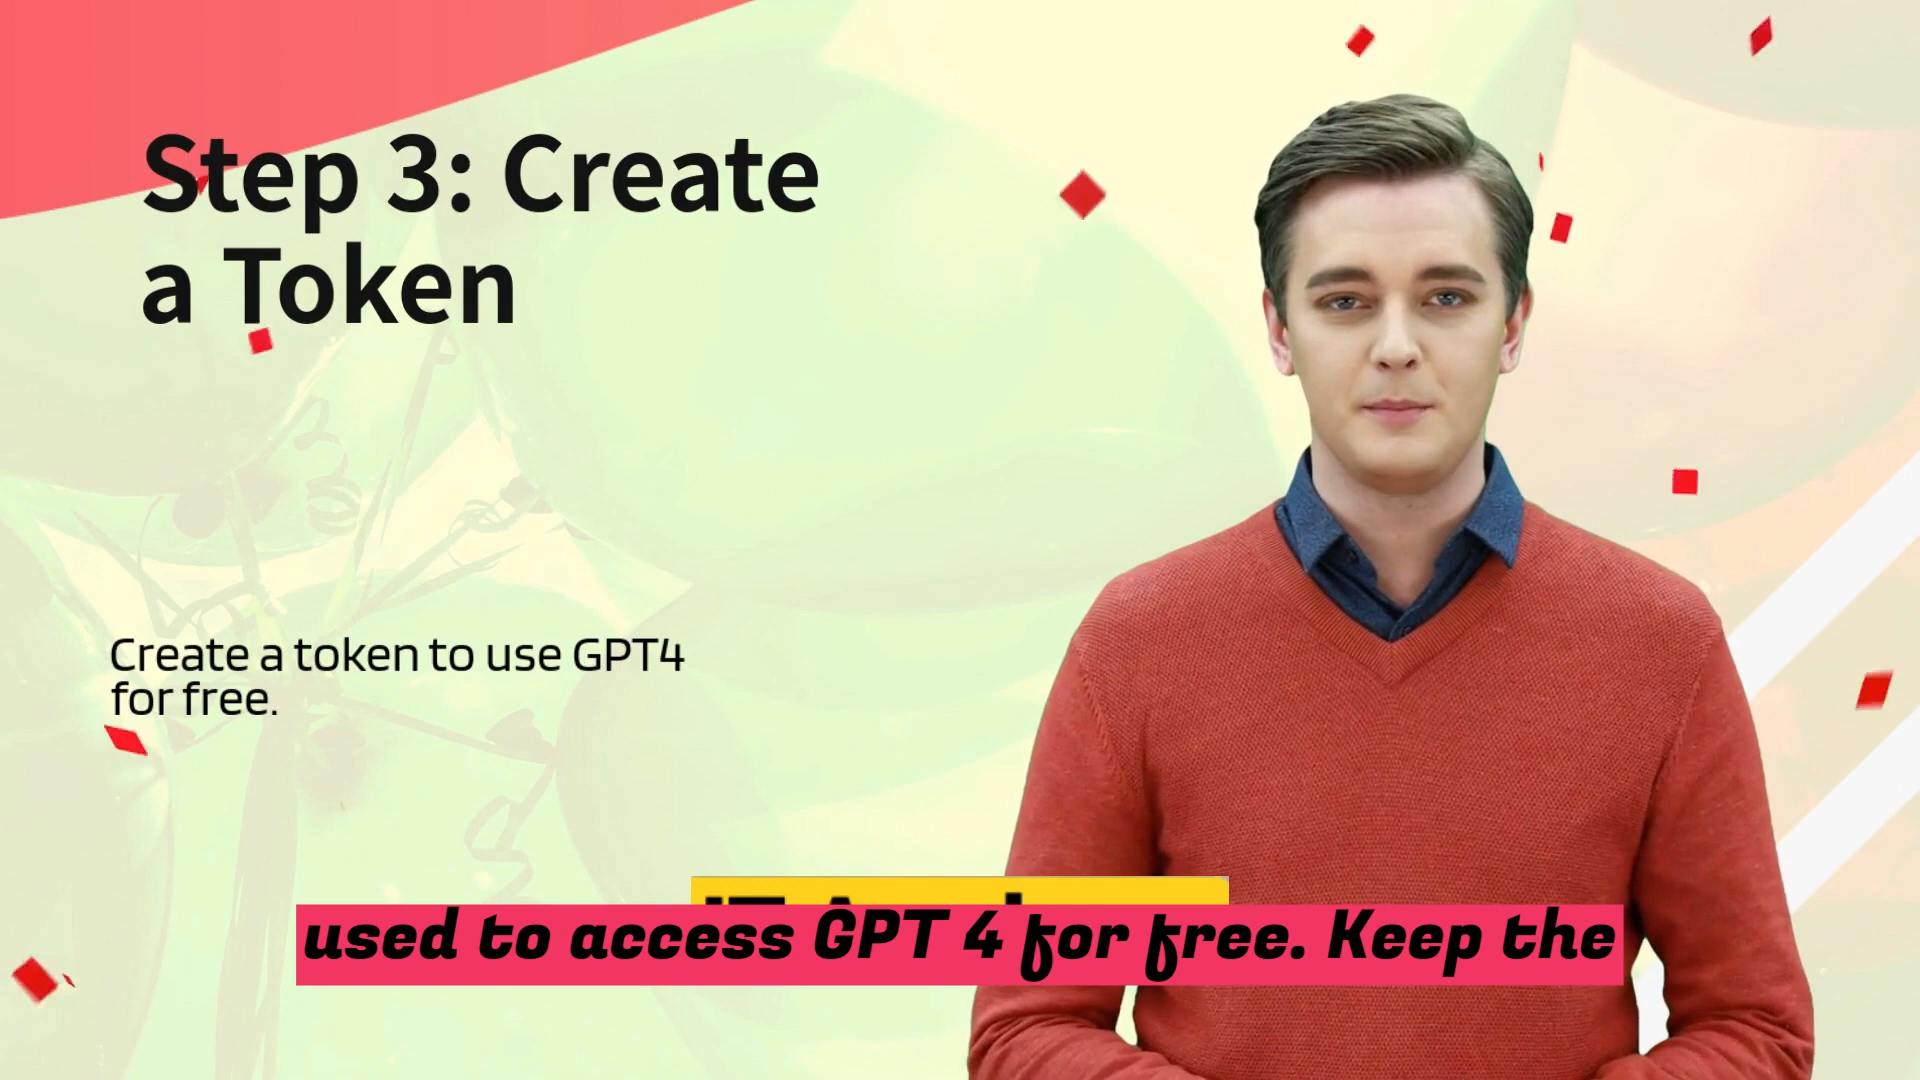 Step 3: Create
a Token
Create a token to use GPT4
for free.
used to access GPT 4 for free. Keep the